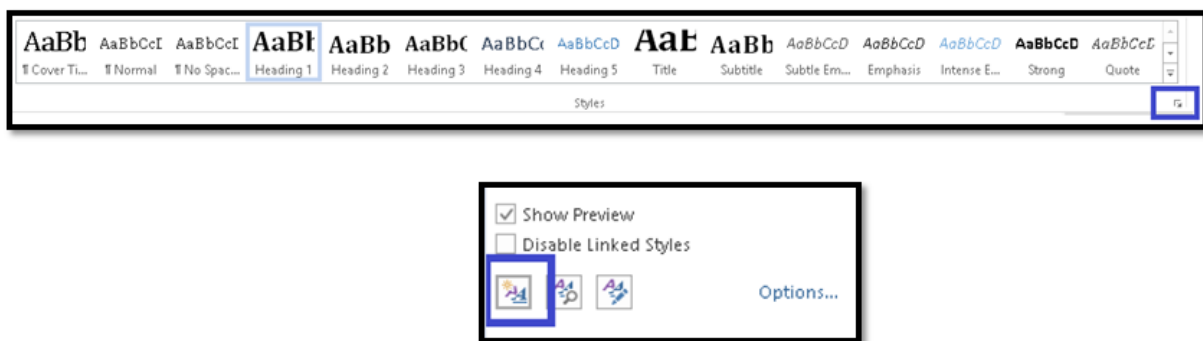 AaBb AaBbCcI AaBbCcI AaBl AaBb AaBb( AaBbCc AaBbCcD AaE AaBb AaBbCcD AaBbCcD AaBbCcD AaBbCcD AaBbCcD
¶ Cover Ti... ¶ Normal ¶ No Spac... Heading 1 Heading 2 Heading 3 Heading 4 Heading 5 Title Subtitle Subtle Em... Emphasis Intense E... Strong Quote
Styles
Show Preview
Disable Linked Styles
Options...